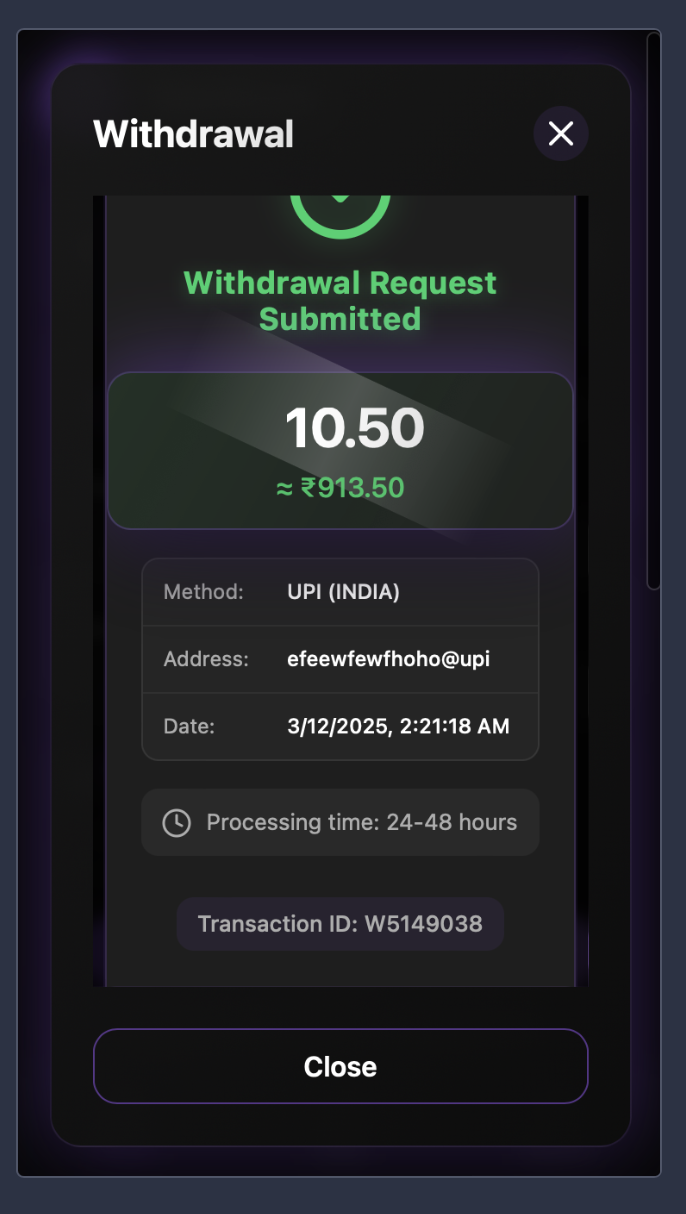 Withdrawal
Withdrawal Request
Submitted
10.50
≈ ₹913.50
Method: UPI (INDIA)
Address: efeewfewfhoho@upi
Date: 3/12/2025, 2:21:18 AM
Processing time: 24-48 hours
Transaction ID: W5149038
Close